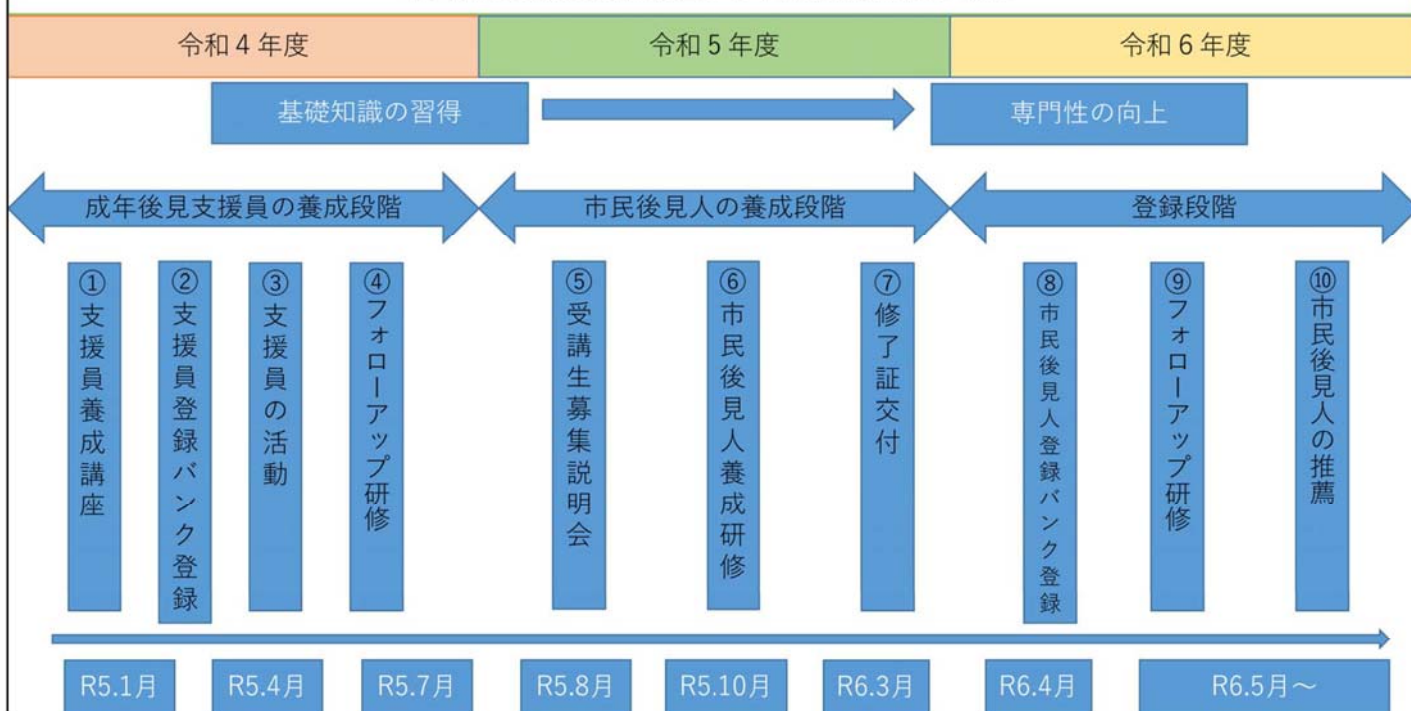 令和４年度
令和５年度
令和６年度
基礎知識の習得
専門性の向上
成年後見支援員の養成段階
市民後見人の養成段階
登録段階
①支援員養成講座
②支援員登録バンク登録
③支援員の活動
④フォローアップ研修
⑤受講生募集説明会
⑥市民後見人養成研修
⑦修了証交付
⑧市民後見人登録バンク登録
⑨フォローアップ研修
⑩市民後見人の推薦
R5.1月
R5.4月
R5.7月
R5.8月
R5.10月
R6.3月
R6.4月
R6.5月～